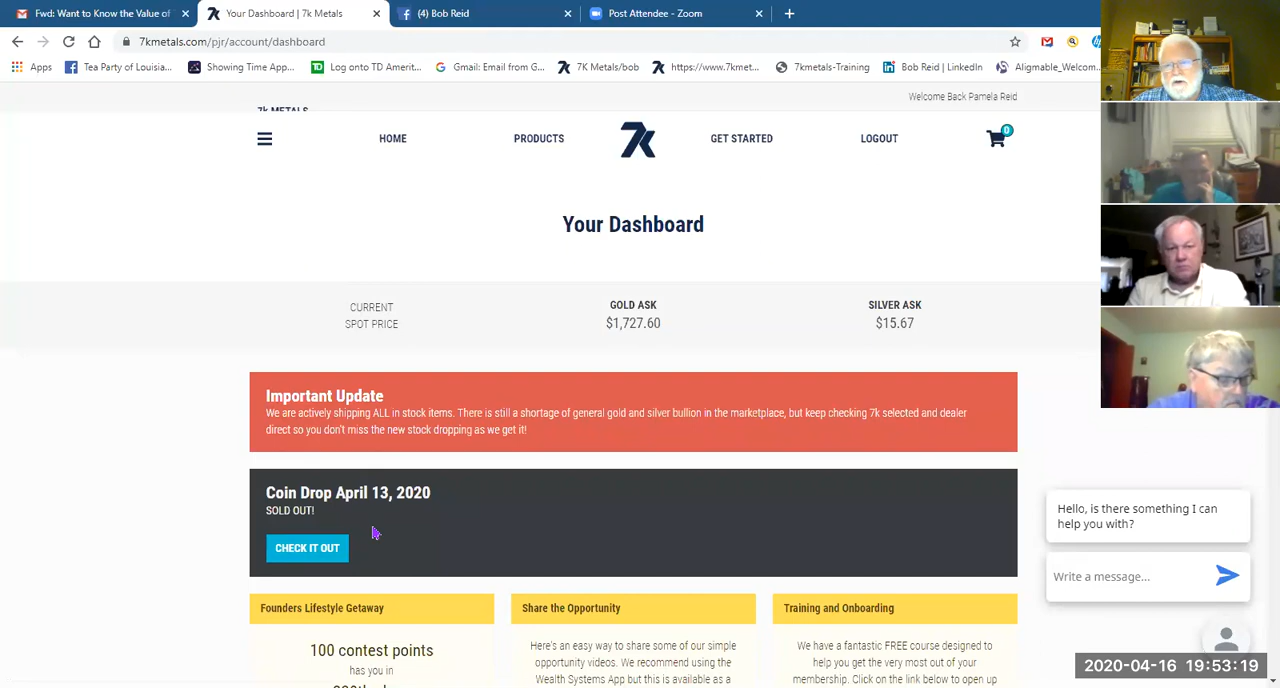 Fwd: Want to Know the Value of
Your Dashboard | 7k Metals
(4) Bob Reid
Post Attendee - Zoom
7kmetals.com/pjr/account/dashboard
Apps
Tea Party of Louisia...
Showing Time App...
Log onto TD Amerit...
Gmail: Email from G...
7K Metals/bob
https://www.7kmet...
7kmetals-Training
Bob Reid | LinkedIn
Alignable_Welcom...
Welcome Back Pamela Reid
7k METALS
HOME
PRODUCTS
7k
GET STARTED
LOGOUT
0
Your Dashboard
CURRENT
SPOT PRICE
GOLD ASK
$1,727.60
SILVER ASK
$15.67
Important Update
We are actively shipping ALL in stock items. There is still a shortage of general gold and silver bullion in the marketplace, but keep checking 7k selected and dealer
direct so you don't miss the new stock dropping as we get it!
Coin Drop April 13, 2020
SOLD OUT!
CHECK IT OUT
Hello, is there something I can
help you with?
Write a message...
Founders Lifestyle Getaway
100 contest points
has you in
Share the Opportunity
Here's an easy way to share some of our simple
opportunity videos. We recommend using the
Wealth Systems App but this is available as a
Training and Onboarding
We have a fantastic FREE course designed to
help you get the very most out of your
membership. Click on the link below to open up
2020-04-16 19:53:19